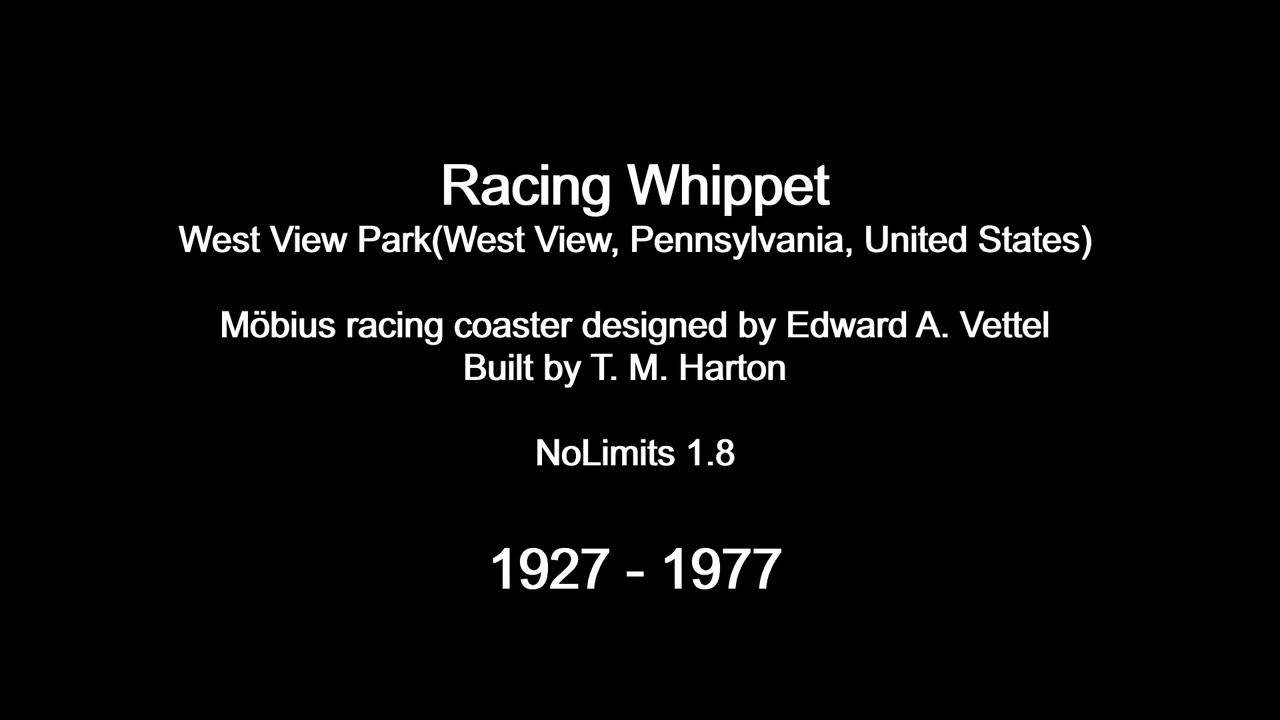 Racing Whippet
West View Park(West View, Pennsylvania, United States)
Möbius racing coaster designed by Edward A. Vettel
Built by T. M. Harton
NoLimits 1.8
1927 - 1977